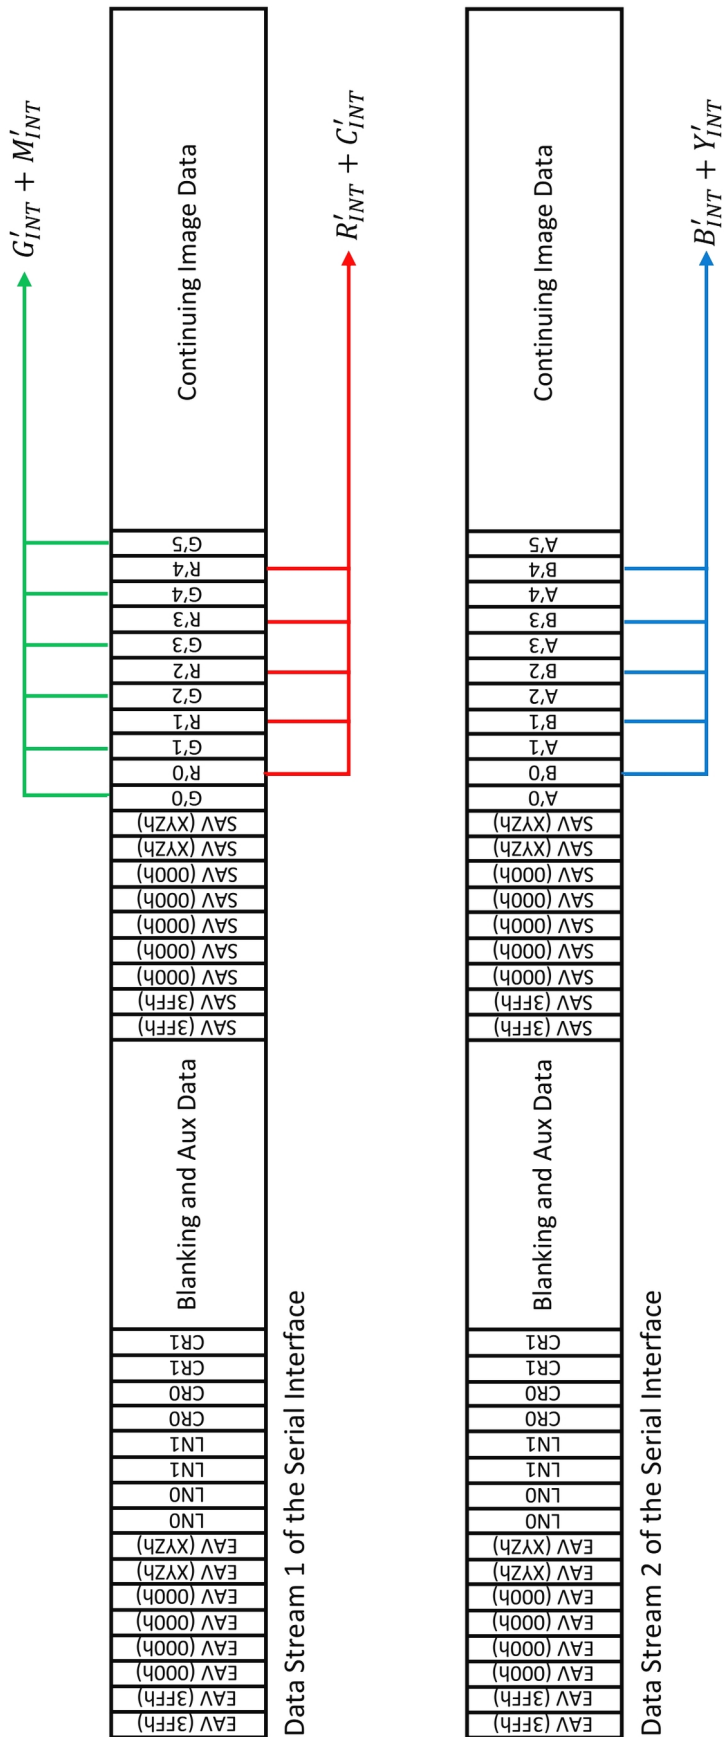 G′INT + M′INT
EAV (3FFh)
EAV (3FFh)
EAV (000h)
EAV (000h)
EAV (000h)
EAV (000h)
EAV (XYZh)
EAV (XYZh)
LN0
LN0
LN1
LN1
CR0
CR0
CR1
CR1
Blanking and Aux Data
SAV (3FFh)
SAV (3FFh)
SAV (000h)
SAV (000h)
SAV (000h)
SAV (000h)
SAV (000h)
SAV (XYZh)
SAV (XYZh)
G'0
R'0
G'1
R'1
G'2
R'2
G'3
R'3
G'4
R'4
G'5
Continuing Image Data
Data Stream 1 of the Serial Interface
R′INT + C′INT
EAV (3FFh)
EAV (3FFh)
EAV (000h)
EAV (000h)
EAV (000h)
EAV (000h)
EAV (XYZh)
EAV (XYZh)
LN0
LN0
LN1
LN1
CR0
CR0
CR1
CR1
Blanking and Aux Data
SAV (3FFh)
SAV (3FFh)
SAV (000h)
SAV (000h)
SAV (000h)
SAV (000h)
SAV (000h)
SAV (XYZh)
SAV (XYZh)
A'0
B'0
A'1
B'1
A'2
B'2
A'3
B'3
A'4
B'4
A'5
Continuing Image Data
Data Stream 2 of the Serial Interface
B′INT + Y′INT